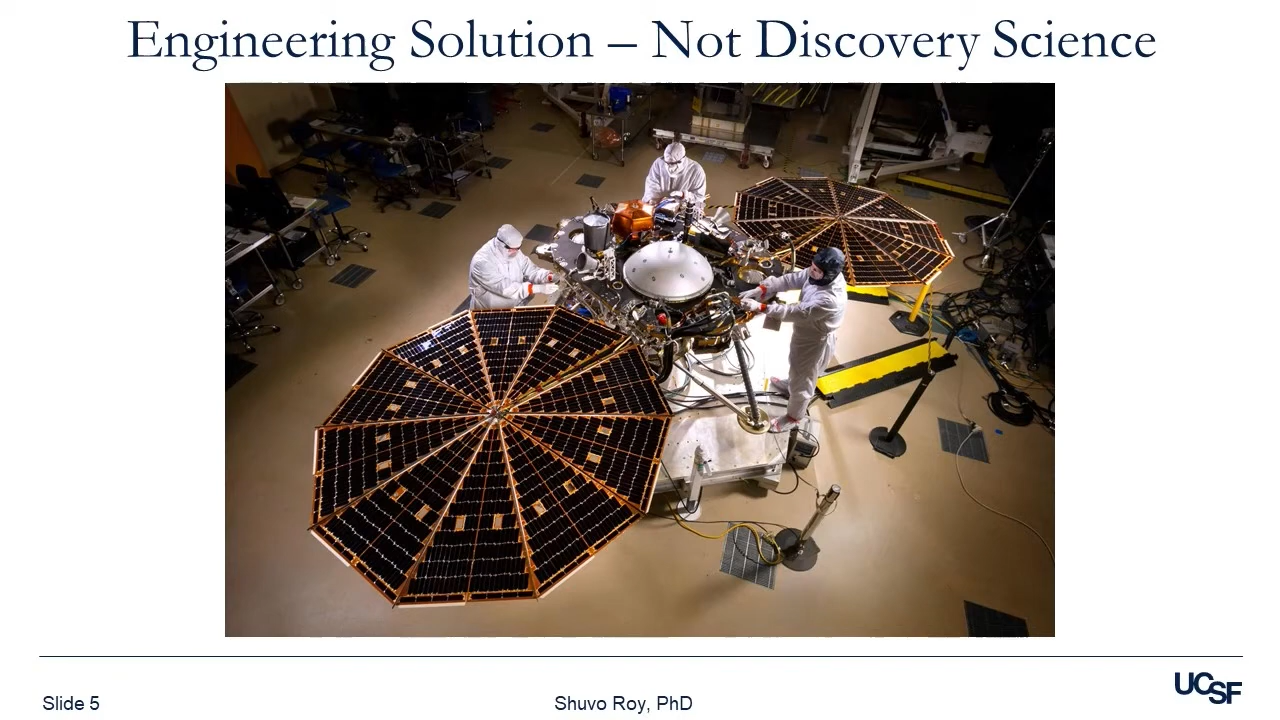 Engineering Solution – Not Discovery Science
Slide 5
Shuvo Roy, PhD
UCSF